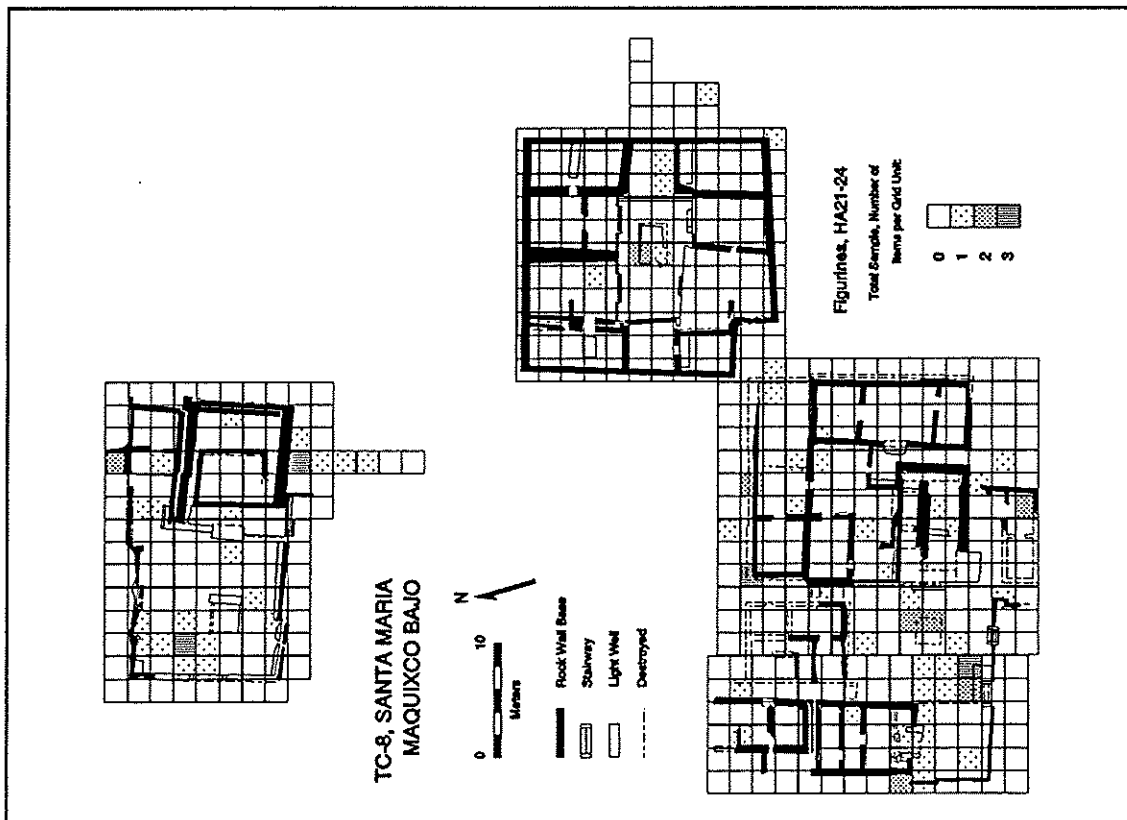 TC-8, SANTA MARIA
MAQUIXCO BAJO
N
0 10
Meters
Rock Wall Base
Stairway
Light Well
Destroyed
Figurines, HA21-24
Total Sample, Number of
Items per Grid Unit:
0
1
2
3